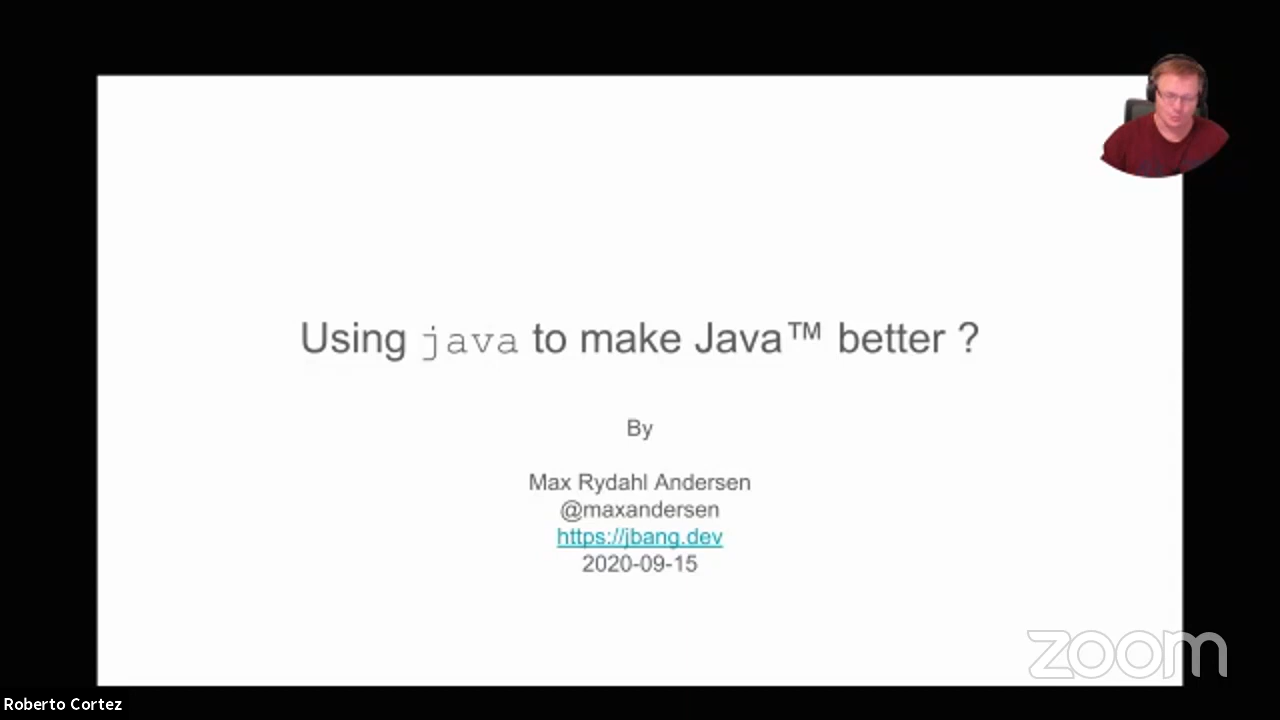 Using java to make Java™ better ?
By
Max Rydahl Andersen
@maxandersen
https://jbang.dev
2020-09-15
zoom
Roberto Cortez